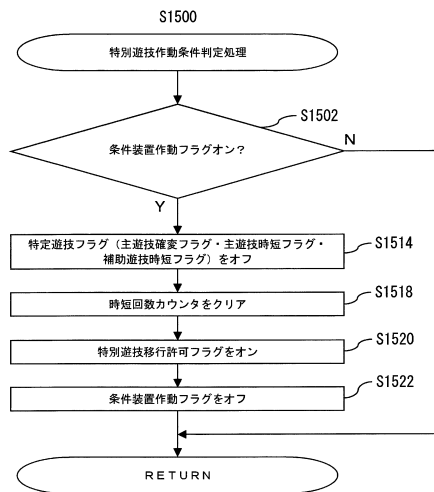 S1500
特別遊技作動条件判定処理
S1502
条件装置作動フラグオン?
N
Y
特定遊技フラグ(主遊技確変フラグ・主遊技時短フラグ・
補助遊技時短フラグ)をオフ
S1514
時短回数カウンタをクリア
S1518
特別遊技移行許可フラグをオン
S1520
条件装置作動フラグをオフ
S1522
RETURN